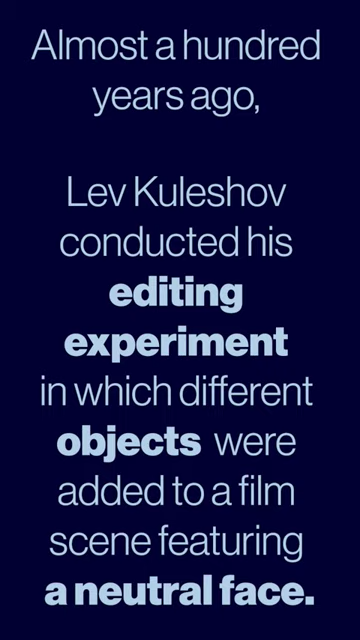 Almost a hundred
years ago,
Lev Kuleshov
conducted his
editing
experiment
in which different
objects were
added to a film
scene featuring
a neutral face.